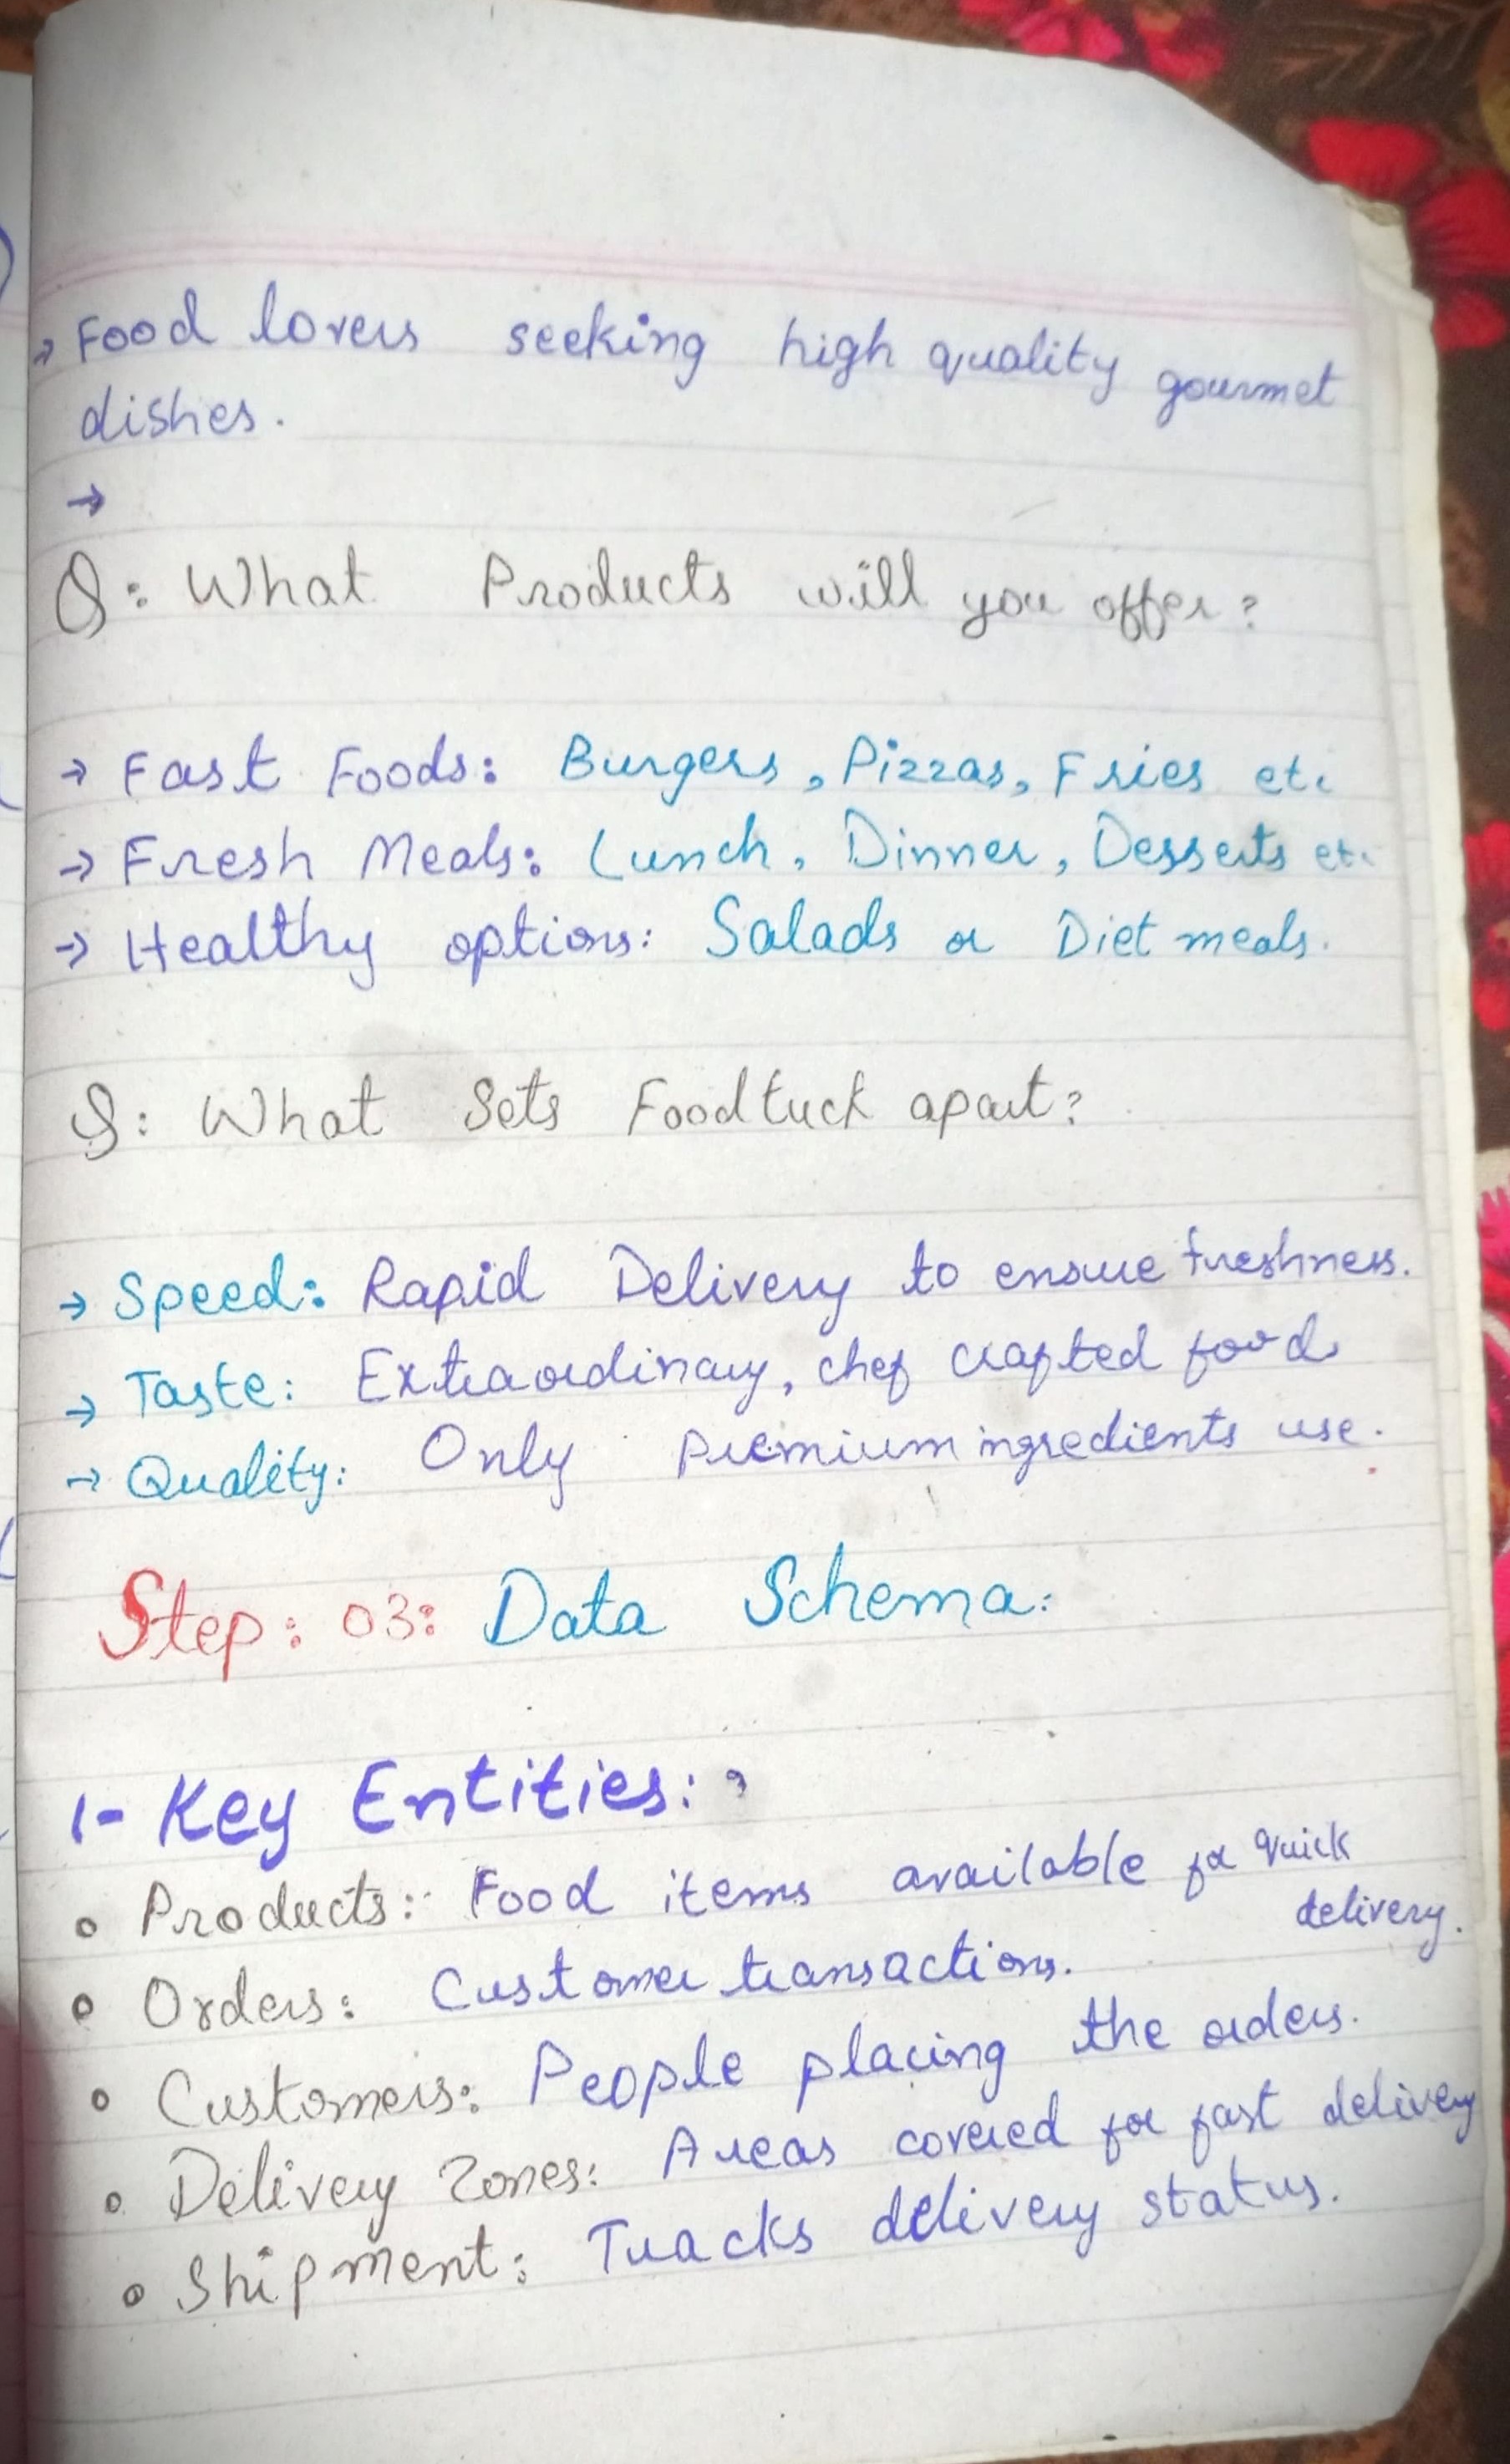 → Food lovers seeking high quality gourmet
dishes.
→
Q: What Products will you offer?
→ Fast Foods: Burgers, Pizzas, Fries etc
→ Fresh Meals: Lunch, Dinner, Desserts etc.
→ Healthy options: Salads or Diet meals.
Q: What Sets Foodtuck apart?
→ Speed: Rapid Delivery to ensure freshness.
→ Taste: Extraordinary, chef crafted food
→ Quality: Only premium ingredients use.
Step: 03: Data Schema:
1- Key Entities:
• Products: Food items available for Quick
delivery.
• Orders: Customer transactions.
• Customers: People placing the orders.
• Delivery Zones: Areas covered for fast delivery
• Shipment: Tracks delivery status.